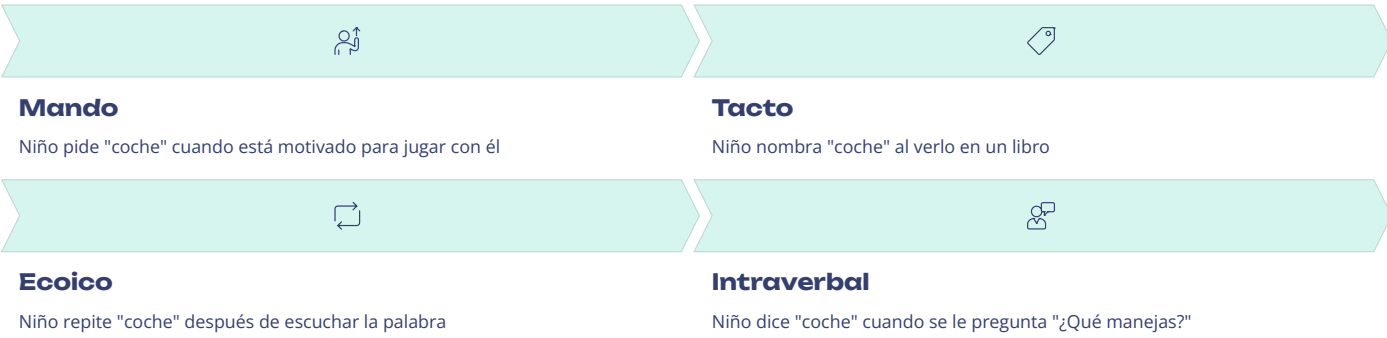 Mando
Niño pide "coche" cuando está motivado para jugar con él
Tacto
Niño nombra "coche" al verlo en un libro
Ecoico
Niño repite "coche" después de escuchar la palabra
Intraverbal
Niño dice "coche" cuando se le pregunta "¿Qué manejas?"